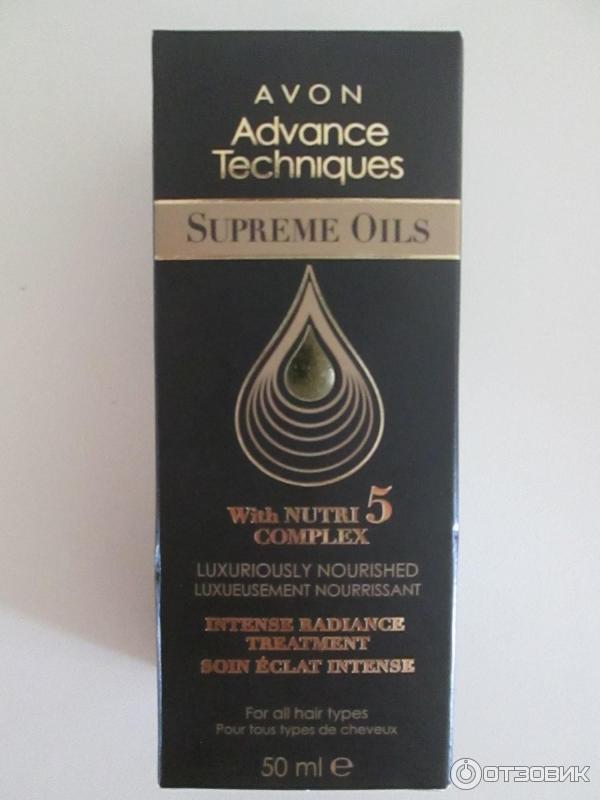 AVON
Advance
Techniques
SUPREME OILS
With NUTRI 5
COMPLEX
LUXURIOUSLY NOURISHED
LUXUEUSEMENT NOURRISSANT
INTENSE RADIANCE
TREATMENT
SOIN ÉCLAT INTENSE
For all hair types
Pour tous types de cheveux
50 ml ℮
ОТЗОВИК